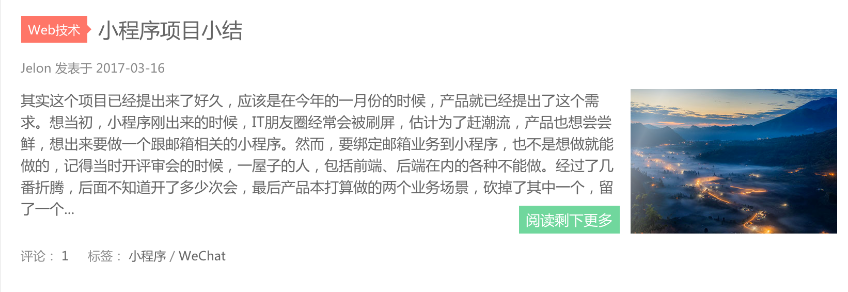 Web技术 小程序项目小结
Jelon 发表于 2017-03-16
其实这个项目已经提出来了好久，应该是在今年的一月份的时候，产品就已经提出了这个需
求。想当初，小程序刚出来的时候，IT朋友圈经常会被刷屏，估计为了赶潮流，产品也想尝尝
鲜，想出来要做一个跟邮箱相关的小程序。然而，要绑定邮箱业务到小程序，也不是想做就能
做的，记得当时开评审会的时候，一屋子的人，包括前端、后端在内的各种不能做。经过了几
番折腾，后面不知道开了多少次会，最后产品本打算做的两个业务场景，砍掉了其中一个，留
了一个...
阅读剩下更多
评论： 1 标签： 小程序 / WeChat